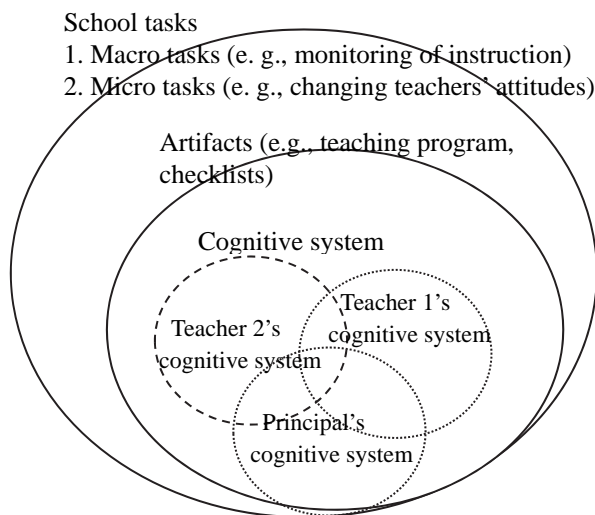 School tasks
1. Macro tasks (e. g., monitoring of instruction)
2. Micro tasks (e. g., changing teachers’ attitudes)
Artifacts (e.g., teaching program,
checklists)
Cognitive system
Teacher 1’s
cognitive system
Teacher 2’s
cognitive system
Principal’s
cognitive system